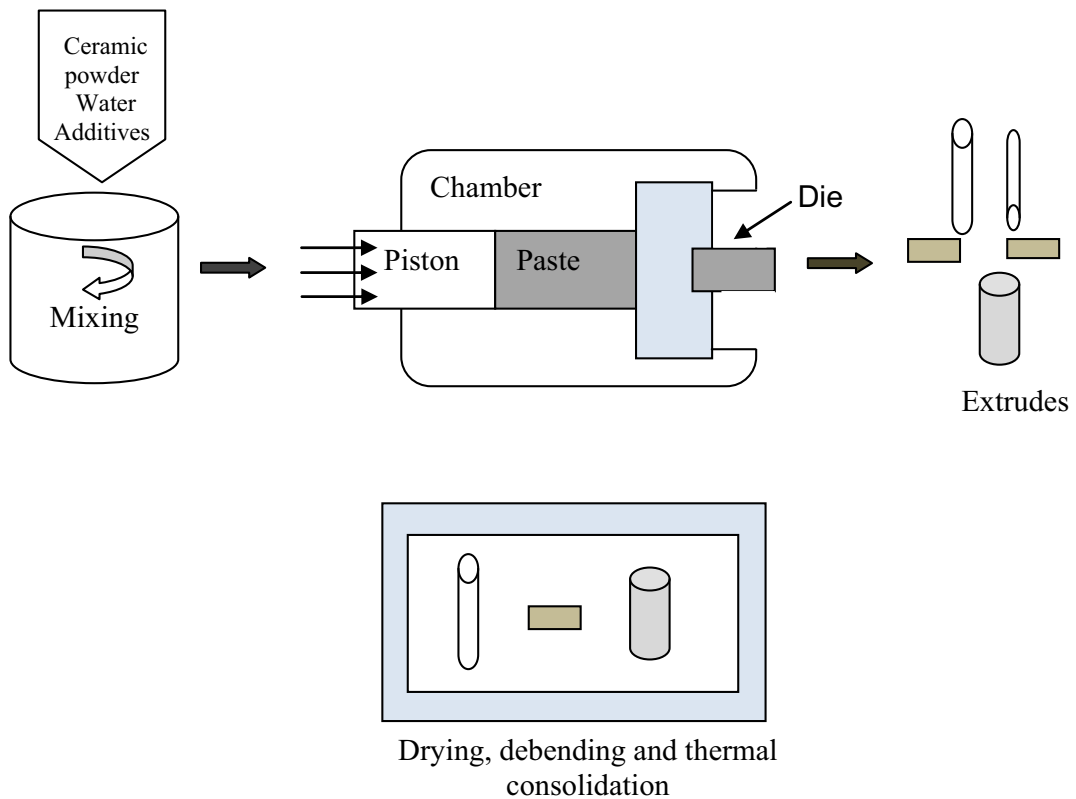 Ceramic
powder
Water
Additives
Mixing
Chamber
Piston
Paste
Die
Extrudes
Drying, debending and thermal
consolidation